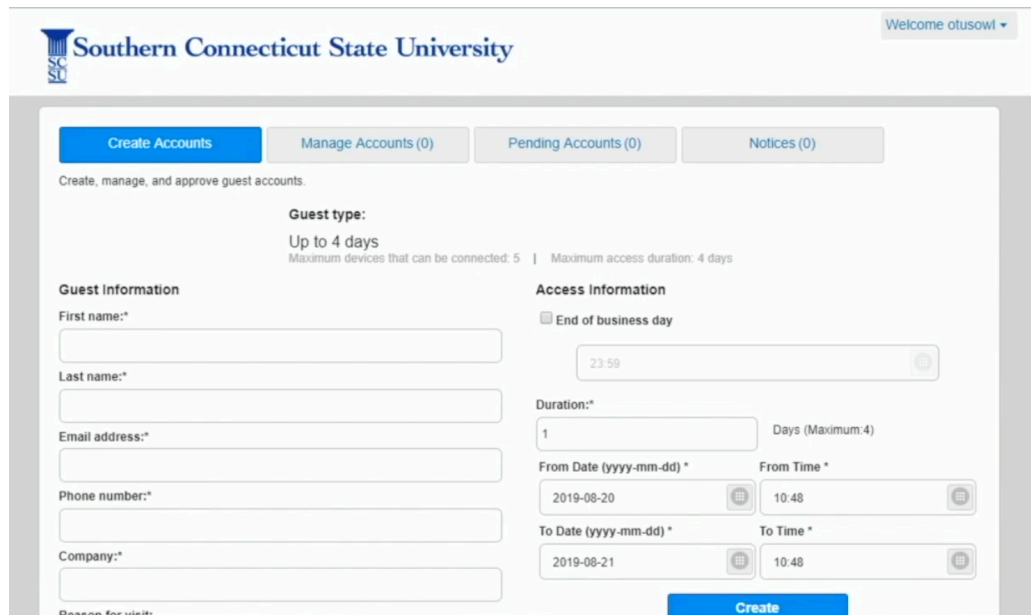 Welcome otusowl
SC
SU
Southern Connecticut State University
Create Accounts
Manage Accounts (0)
Pending Accounts (0)
Notices (0)
Create, manage, and approve guest accounts.
Guest type:
Up to 4 days
Maximum devices that can be connected: 5 | Maximum access duration: 4 days
Guest Information
First name:*
Last name:*
Email address:*
Phone number:*
Company:*
Reason for visit:
Access Information
End of business day
23:59
Duration:*
1
Days (Maximum:4)
From Date (yyyy-mm-dd) *
From Time *
2019-08-20
10:48
To Date (yyyy-mm-dd) *
To Time *
2019-08-21
10:48
Create